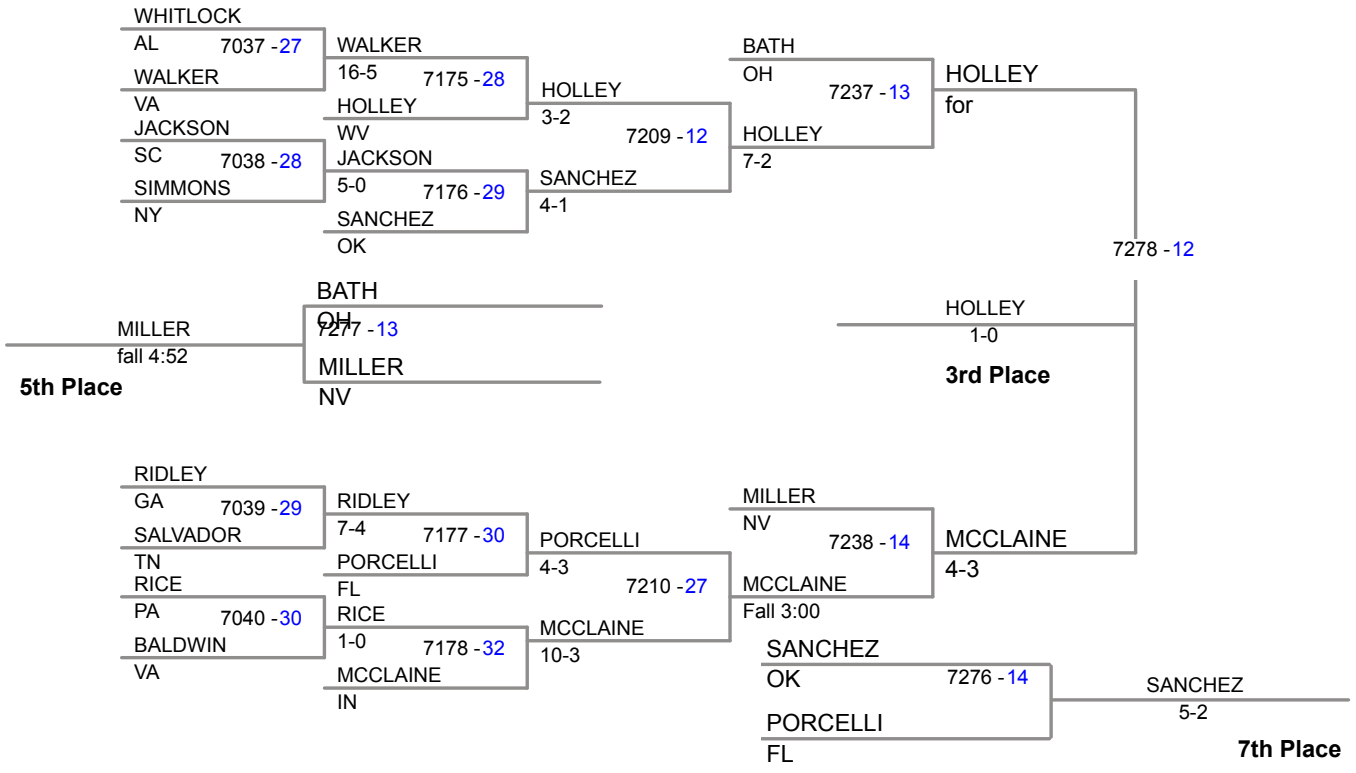 WHITLOCK
AL
7037 -27
WALKER
VA
WALKER
16-5
7175 -28
HOLLEY
WV
JACKSON
SC
7038 -28
SIMMONS
NY
JACKSON
5-0
7176 -29
SANCHEZ
OK
HOLLEY
3-2
7209 -12
SANCHEZ
4-1
BATH
OH
7237 -13
HOLLEY
7-2
HOLLEY
for
7278 -12
BATH
OH
7277 -13
MILLER
NV
MILLER
fall 4:52
5th Place
HOLLEY
1-0
3rd Place
RIDLEY
GA
7039 -29
SALVADOR
TN
RIDLEY
7-4
7177 -30
PORCELLI
FL
RICE
PA
7040 -30
BALDWIN
VA
RICE
1-0
7178 -32
MCCLAINE
IN
PORCELLI
4-3
7210 -27
MCCLAINE
10-3
MILLER
NV
7238 -14
MCCLAINE
Fall 3:00
MCCLAINE
4-3
SANCHEZ
OK
7276 -14
PORCELLI
FL
SANCHEZ
5-2
7th Place